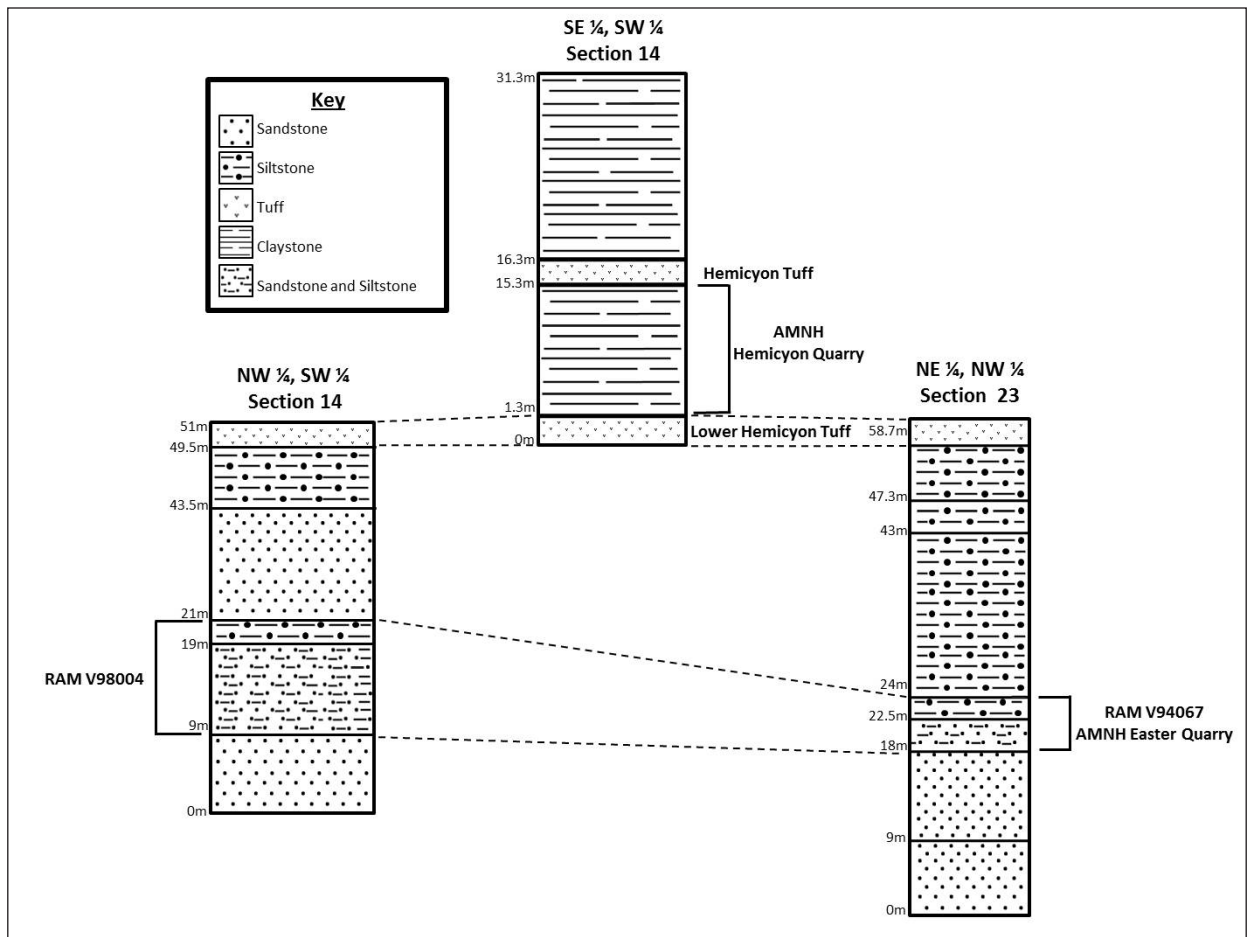 SE ¼, SW ¼
Section 14
31.3m
16.3m
15.3m
1.3m
0m
Hemicyon Tuff
AMNH
Hemicyon Quarry
Lower Hemicyon Tuff
Key
Sandstone
Siltstone
Tuff
Claystone
Sandstone and Siltstone
NW ¼, SW ¼
Section 14
51m
49.5m
43.5m
21m
19m
9m
0m
RAM V98004
NE ¼, NW ¼
Section 23
58.7m
47.3m
43m
24m
22.5m
18m
9m
0m
RAM V94067
AMNH Easter Quarry